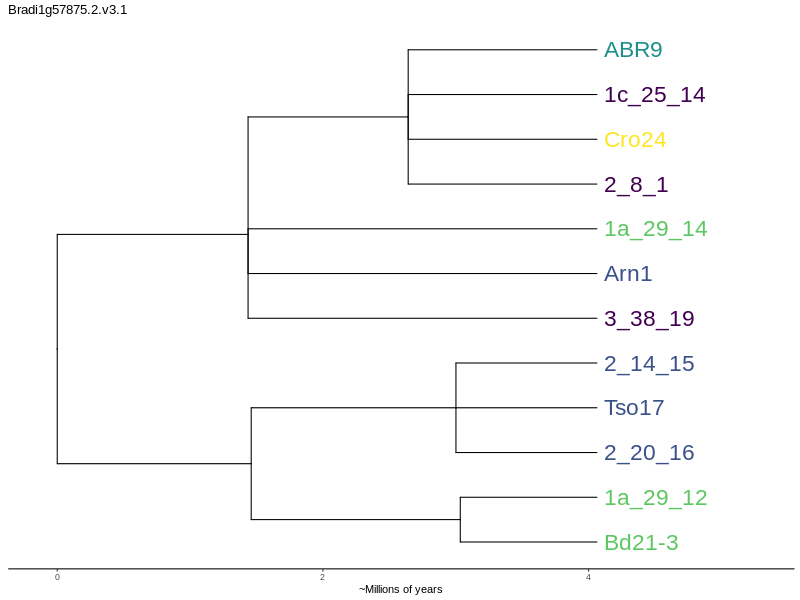 Bradi1g57875.2.v3.1
ABR9
1c_25_14
Cro24
2_8_1
1a_29_14
Arn1
3_38_19
2_14_15
Tso17
2_20_16
1a_29_12
Bd21-3
0 2 4
~Millions of years